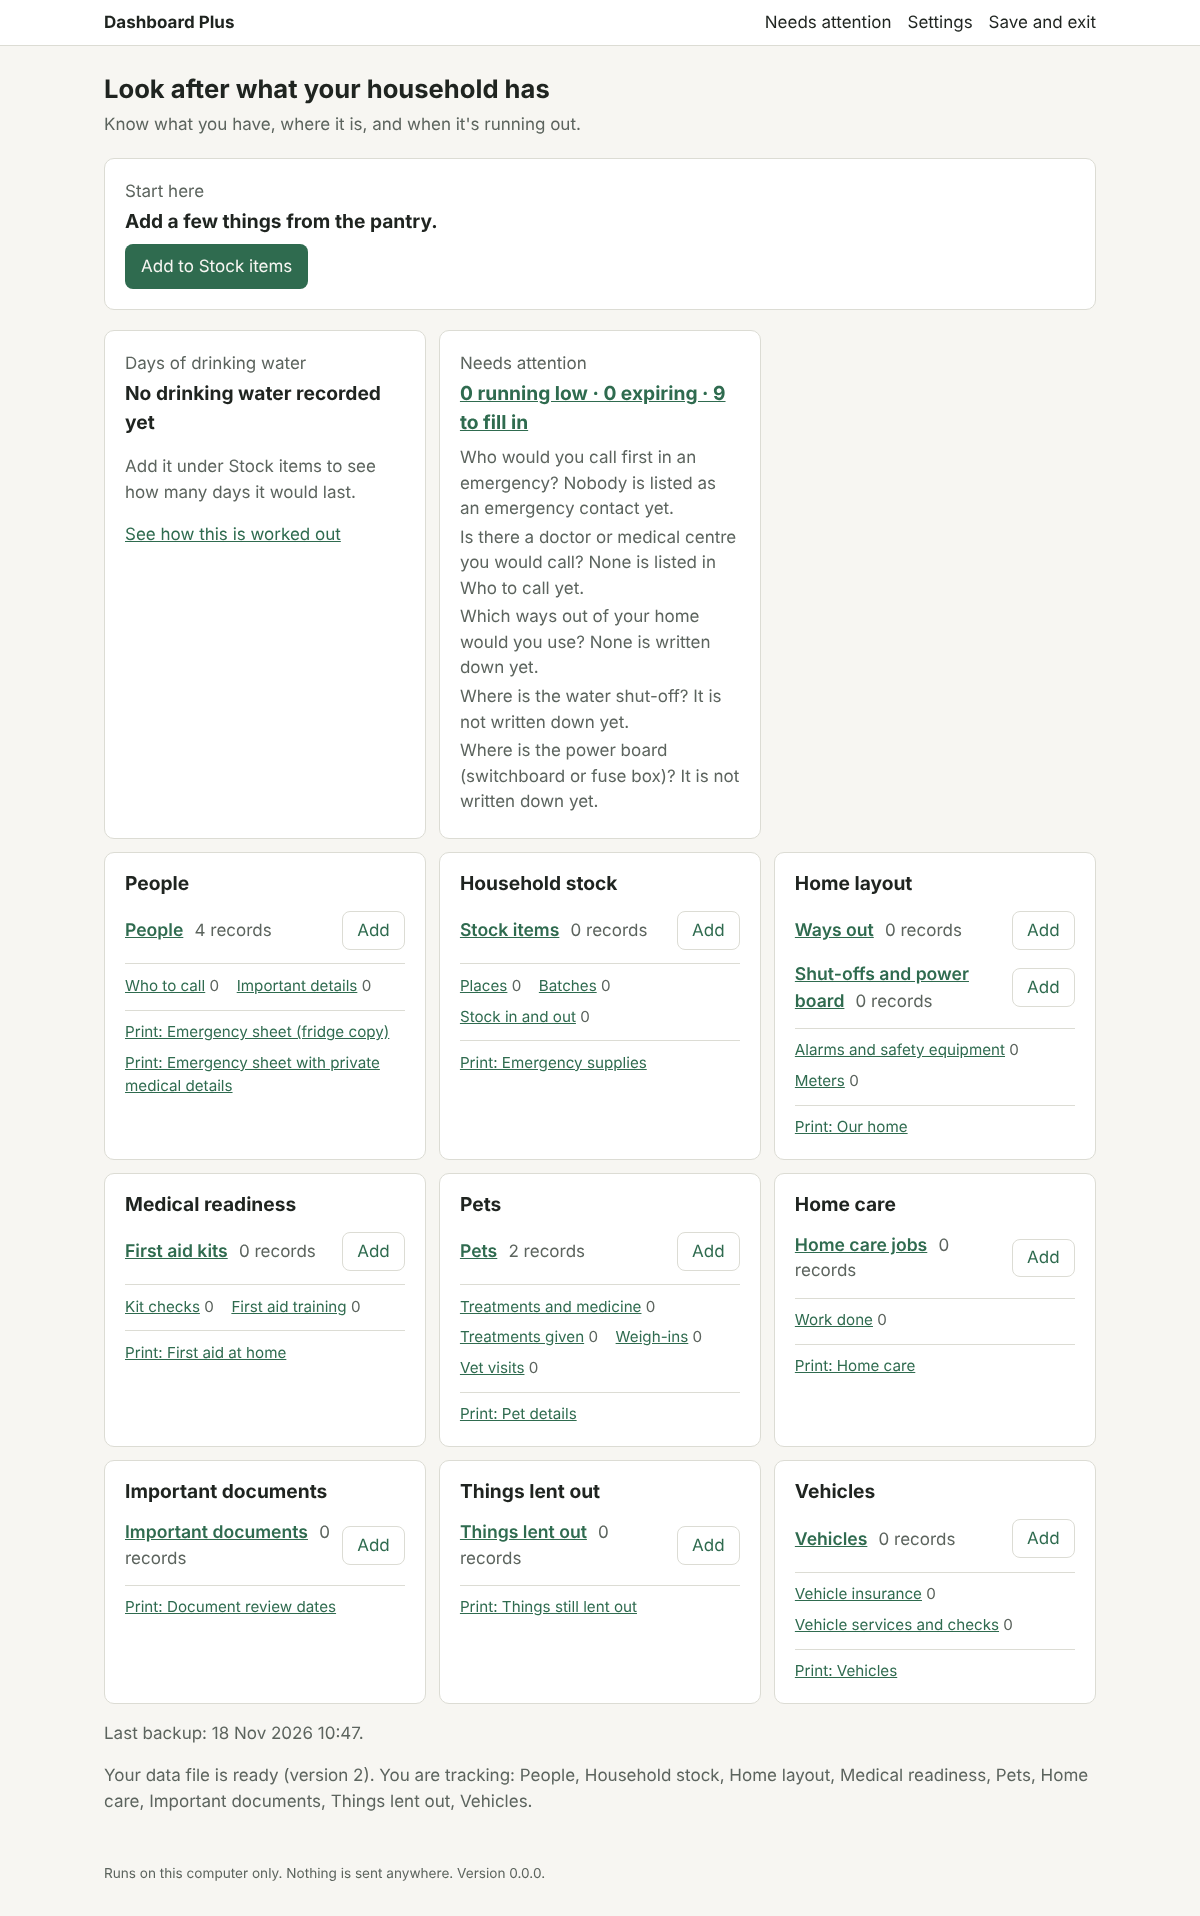 Dashboard Plus
Needs attention Settings Save and exit
Look after what your household has
Know what you have, where it is, and when it's running out.
Start here
Add a few things from the pantry.
Add to Stock items
Days of drinking water
No drinking water recorded
yet
Add it under Stock items to see
how many days it would last.
See how this is worked out
Needs attention
0 running low · 0 expiring · 9
to fill in
Who would you call first in an
emergency? Nobody is listed as
an emergency contact yet.
Is there a doctor or medical centre
you would call? None is listed in
Who to call yet.
Which ways out of your home
would you use? None is written
down yet.
Where is the water shut-off? It is
not written down yet.
Where is the power board
(switchboard or fuse box)? It is not
written down yet.
People
People 4 records Add
Who to call 0 Important details 0
Print: Emergency sheet (fridge copy)
Print: Emergency sheet with private
medical details
Household stock
Stock items 0 records Add
Places 0 Batches 0
Stock in and out 0
Print: Emergency supplies
Home layout
Ways out 0 records Add
Shut-offs and power
board 0 records Add
Alarms and safety equipment 0
Meters 0
Print: Our home
Medical readiness
First aid kits 0 records Add
Kit checks 0 First aid training 0
Print: First aid at home
Pets
Pets 2 records Add
Treatments and medicine 0
Treatments given 0 Weigh-ins 0
Vet visits 0
Print: Pet details
Home care
Home care jobs 0
records Add
Work done 0
Print: Home care
Important documents
Important documents 0
records Add
Print: Document review dates
Things lent out
Things lent out 0
records Add
Print: Things still lent out
Vehicles
Vehicles 0 records Add
Vehicle insurance 0
Vehicle services and checks 0
Print: Vehicles
Last backup: 18 Nov 2026 10:47.
Your data file is ready (version 2). You are tracking: People, Household stock, Home layout, Medical readiness, Pets, Home
care, Important documents, Things lent out, Vehicles.
Runs on this computer only. Nothing is sent anywhere. Version 0.0.0.